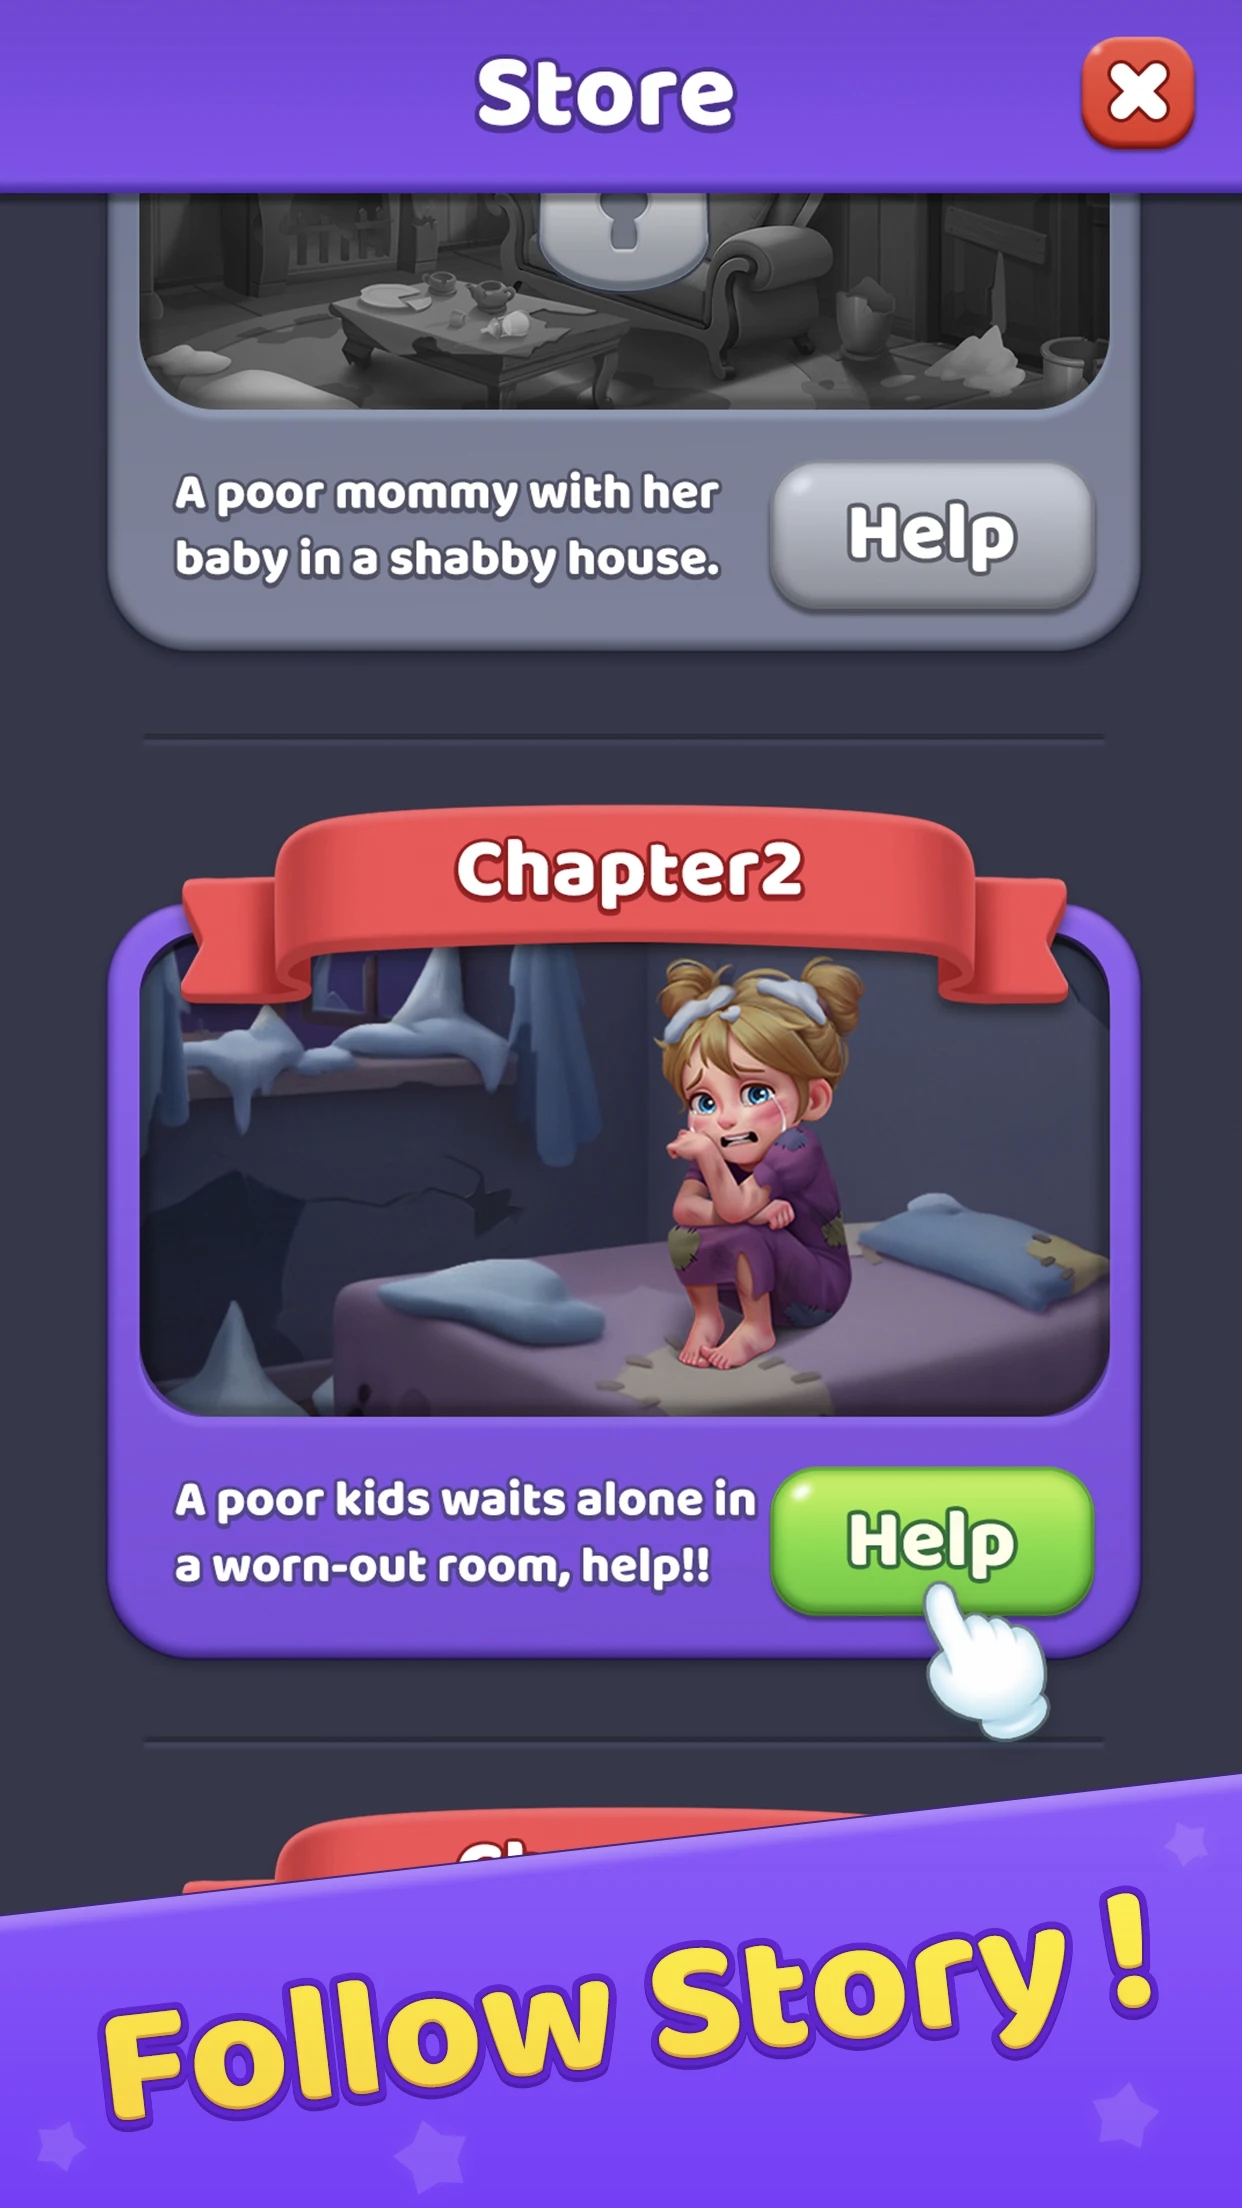 Store
A poor mommy with her
baby in a shabby house.
Help
Chapter2
A poor kids waits alone in
a worn-out room, help!!
Help
Follow Story !